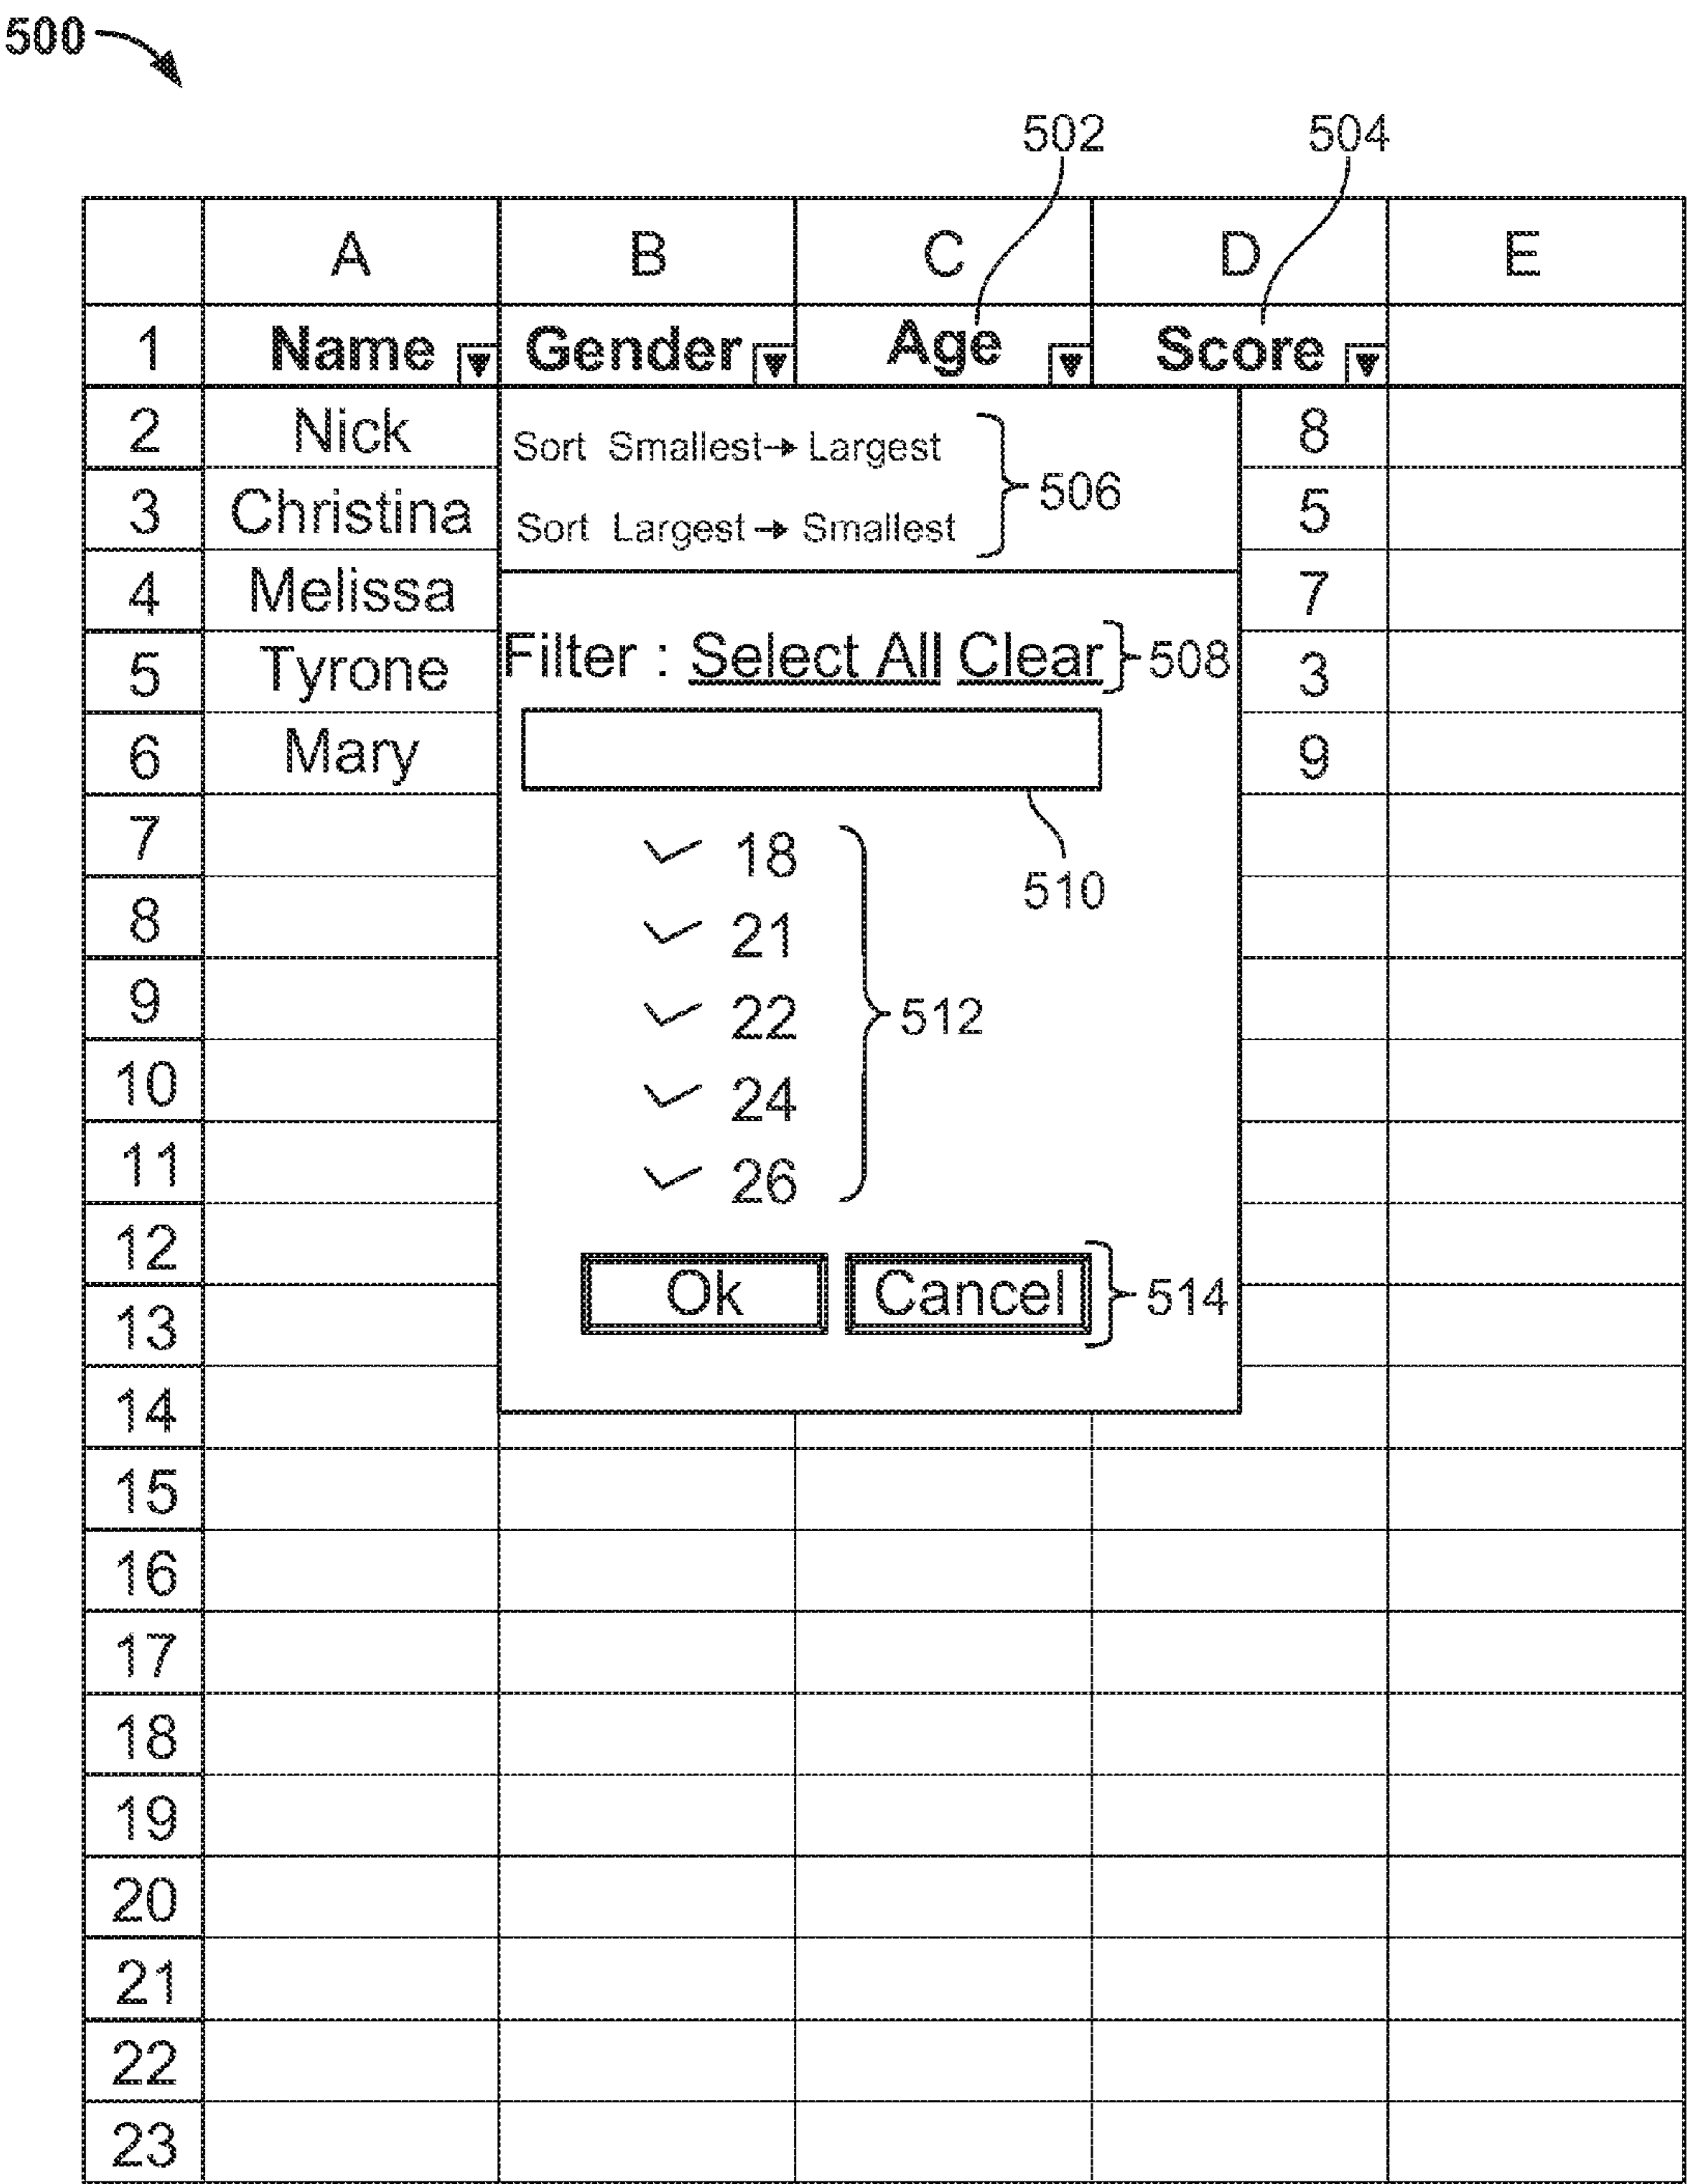 500
502 504
A B C D E
1 Name Gender Age Score
2 Nick Sort Smallest→ Largest 8
506
3 Christina Sort Largest→ Smallest 5
4 Melissa 7
5 Tyrone Filter : Select All Clear 508 3
6 Mary 9
7 18
510
8 21
9 22 512
10 24
11 26
12
13 Ok Cancel 514
14
15
16
17
18
19
20
21
22
23